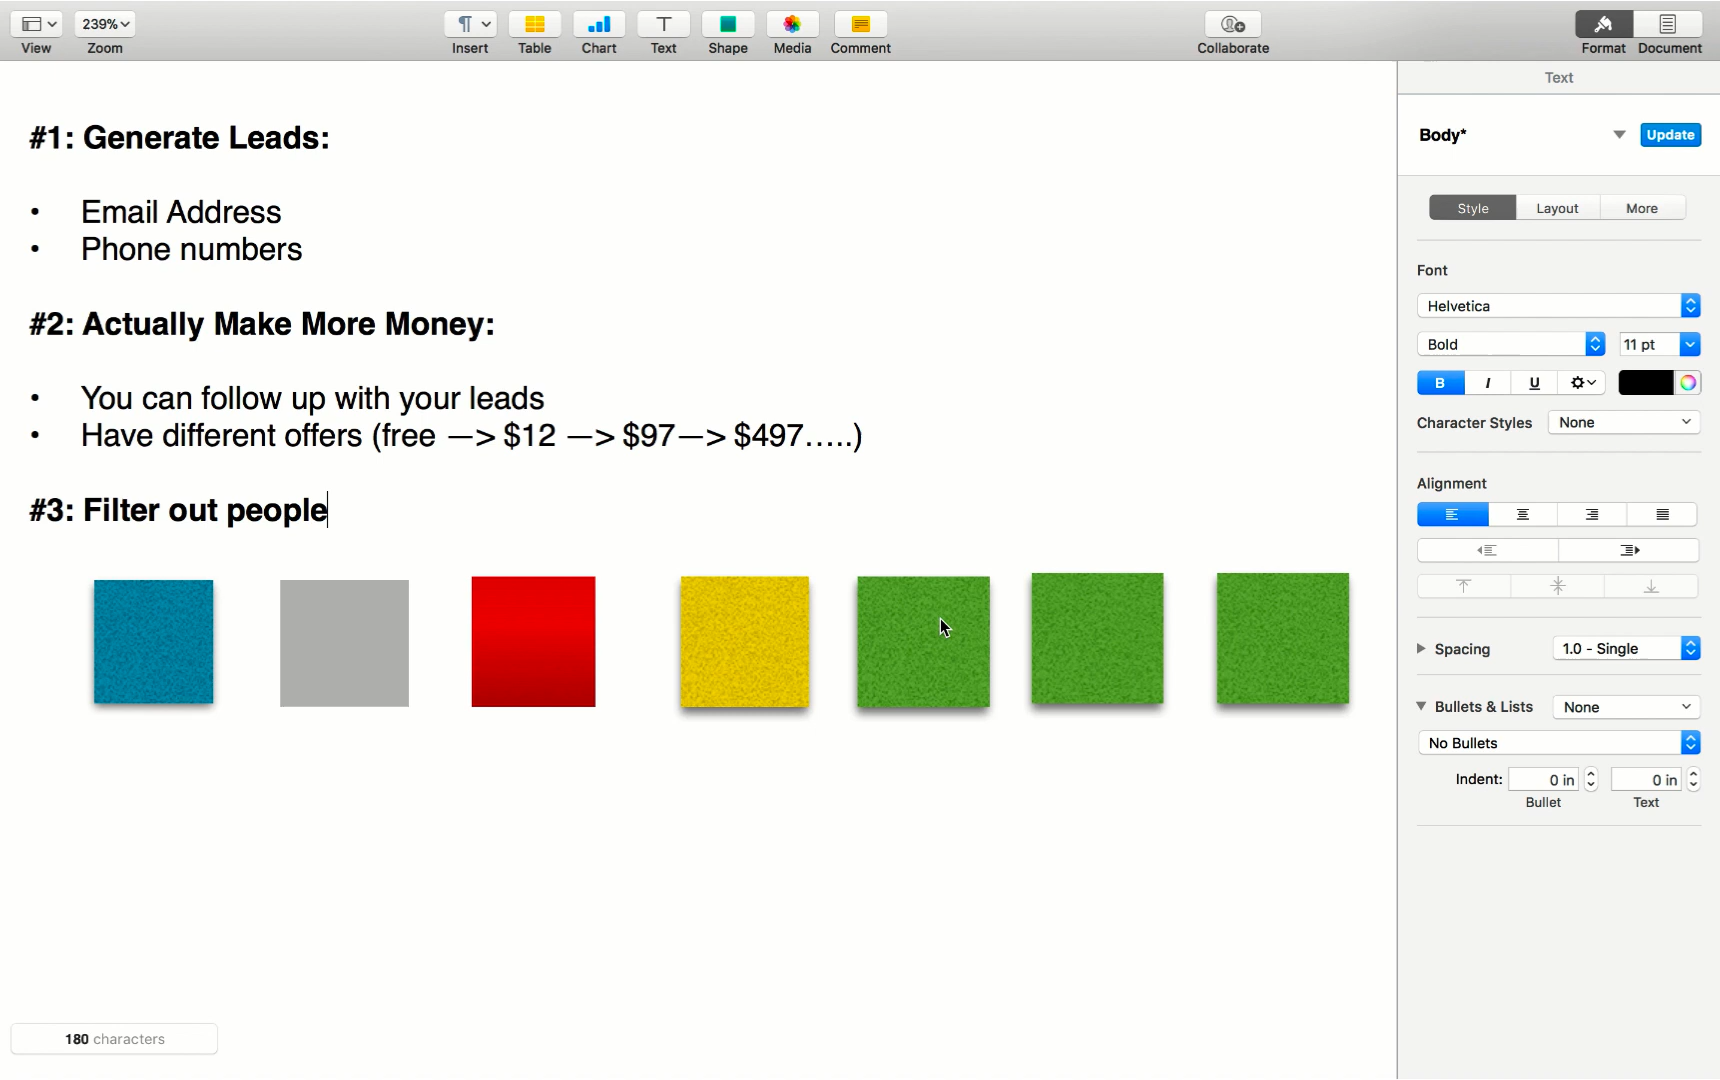 239%
View
Zoom
Insert
Table
Chart
Text
Shape
Media
Comment
Collaborate
Format
Document
Text
#1: Generate Leads:
• Email Address
• Phone numbers
#2: Actually Make More Money:
• You can follow up with your leads
• Have different offers (free —> $12 —> $97—> $497…..)
#3: Filter out people
180 characters
Body*
Update
Style
Layout
More
Font
Helvetica
Bold
11 pt
B I U
Character Styles
None
Alignment
Spacing
1.0 - Single
Bullets & Lists
None
No Bullets
Indent:
0 in
0 in
Bullet
Text